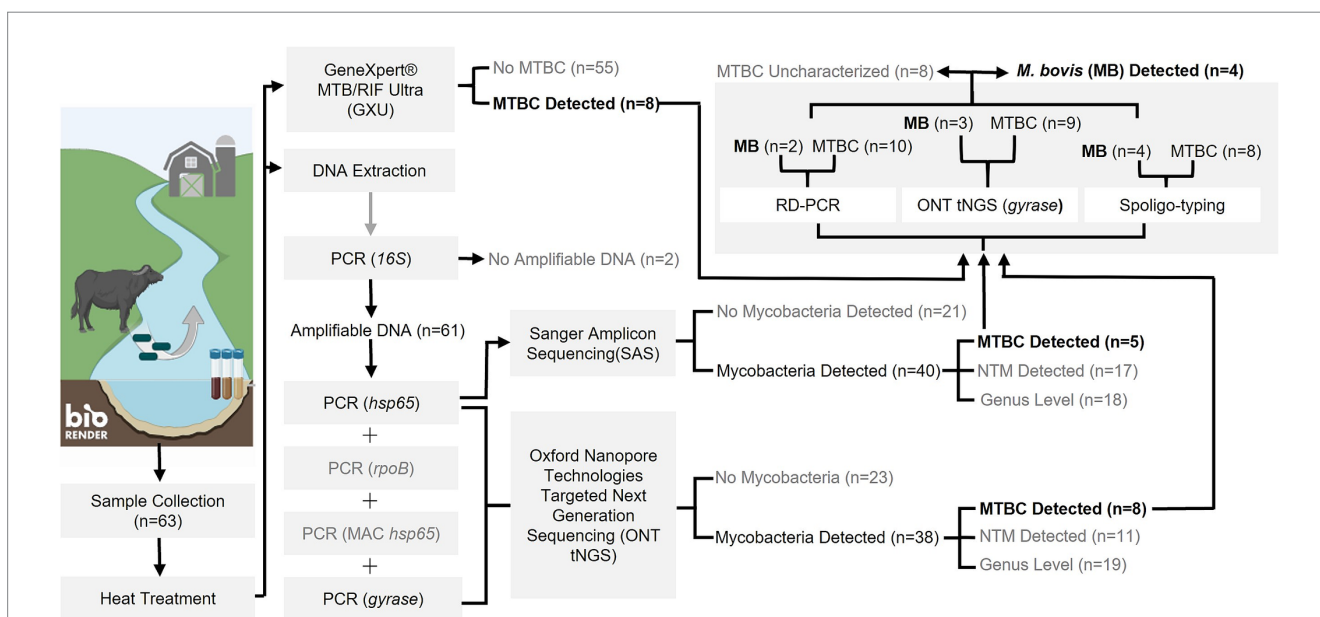 GeneXpert®
MTB/RIF Ultra
(GXU)
No MTBC (n=55)
MTBC Detected (n=8)
DNA Extraction
PCR (16S)
No Amplifiable DNA (n=2)
Amplifiable DNA (n=61)
PCR (hsp65)
+
PCR (rpoB)
+
PCR (MAC hsp65)
+
PCR (gyrase)
bio
RENDER
Sample Collection
(n=63)
Heat Treatment
Sanger Amplicon
Sequencing(SAS)
No Mycobacteria Detected (n=21)
Mycobacteria Detected (n=40)
MTBC Detected (n=5)
NTM Detected (n=17)
Genus Level (n=18)
Oxford Nanopore
Technologies
Targeted Next
Generation
Sequencing (ONT
tNGS)
No Mycobacteria (n=23)
Mycobacteria Detected (n=38)
MTBC Detected (n=8)
NTM Detected (n=11)
Genus Level (n=19)
MTBC Uncharacterized (n=8)
M. bovis (MB) Detected (n=4)
MB (n=2) MTBC (n=10)
MB (n=3) MTBC (n=9)
MB (n=4) MTBC (n=8)
RD-PCR
ONT tNGS (gyrase)
Spoligo-typing